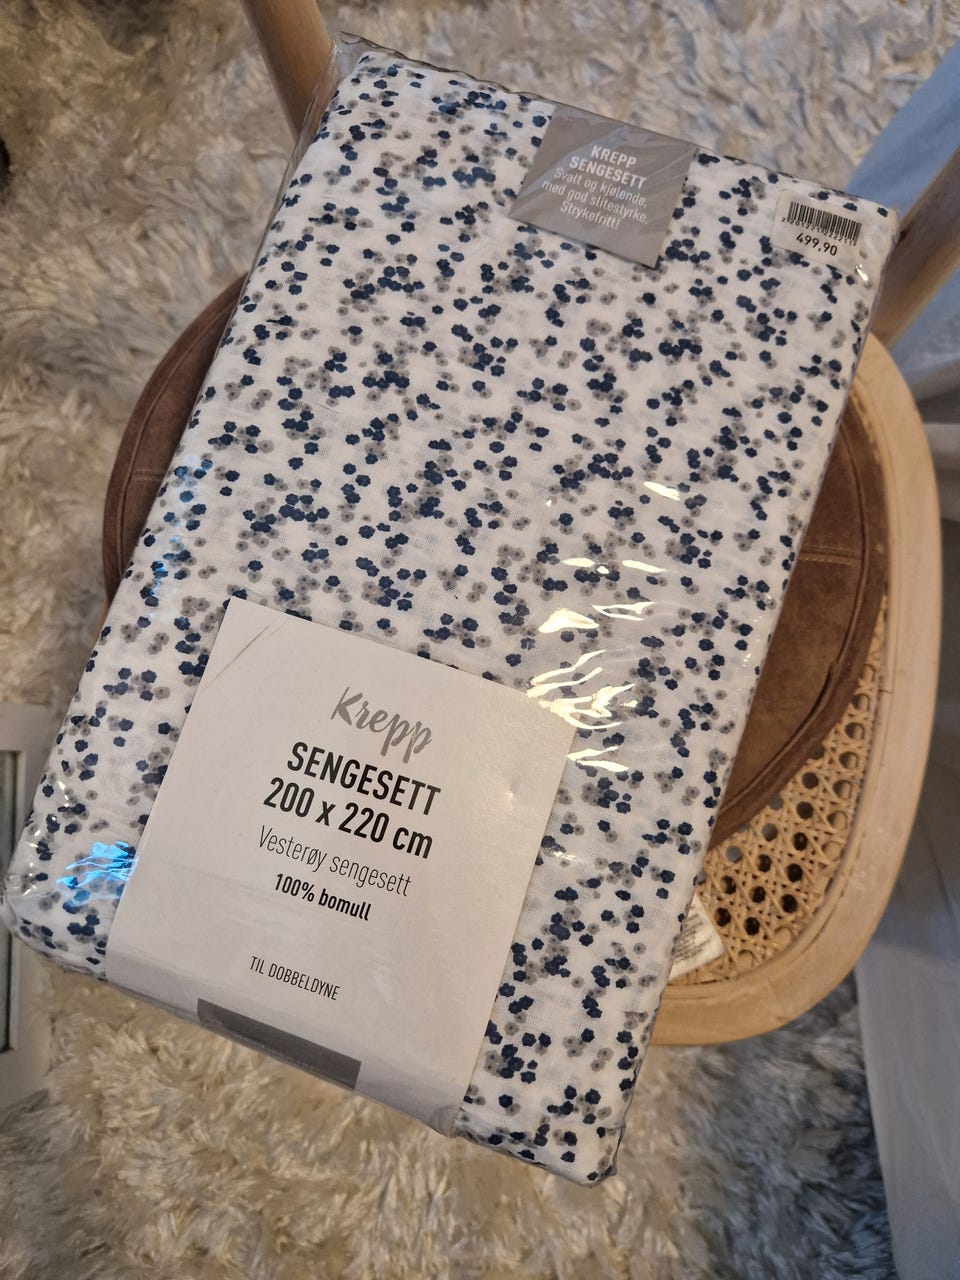 KREPP
SENGESETT
Svalt og kjølende,
med god slitestyrke.
Strykefritt!
499,90
Krepp
SENGESETT
200 x 220 cm
Vesterøy sengesett
100% bomull
TIL DOBBELDYNE